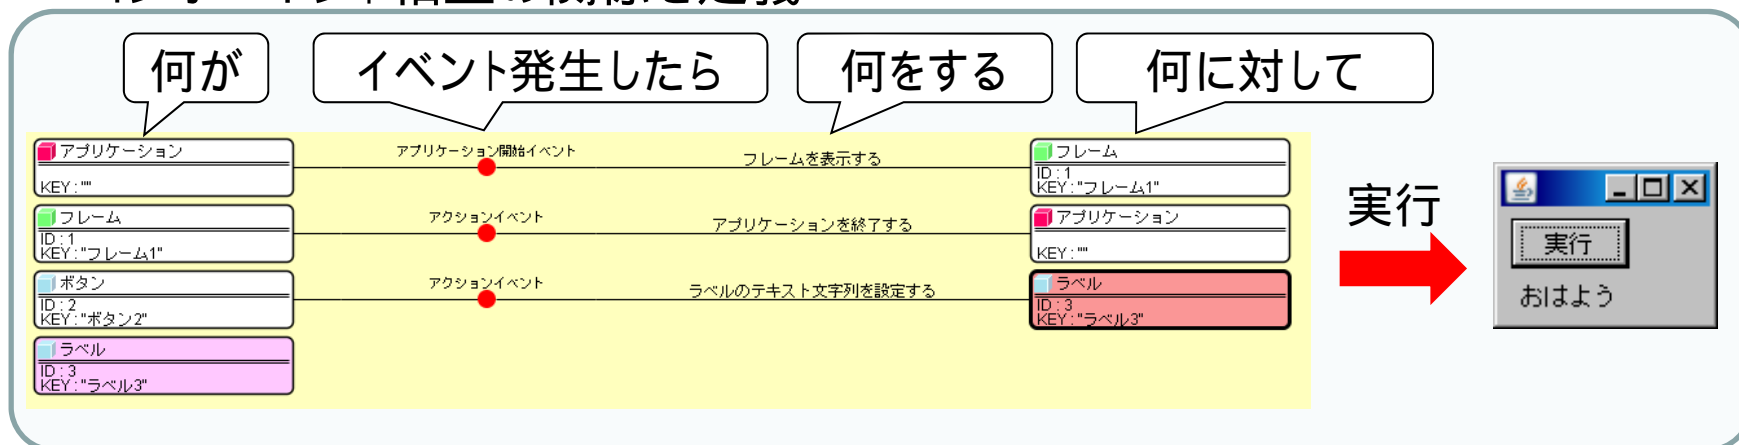 何が
イベント発生したら
何をする
何に対して
アプリケーション
KEY : ""
アプリケーション開始イベント
フレームを表示する
フレーム
ID : 1
KEY : "フレーム1"
フレーム
ID : 1
KEY : "フレーム1"
アクションイベント
アプリケーションを終了する
アプリケーション
KEY : ""
ボタン
ID : 2
KEY : "ボタン2"
アクションイベント
ラベルのテキスト文字列を設定する
ラベル
ID : 3
KEY : "ラベル3"
ラベル
ID : 3
KEY : "ラベル3"
実行
実行
おはよう